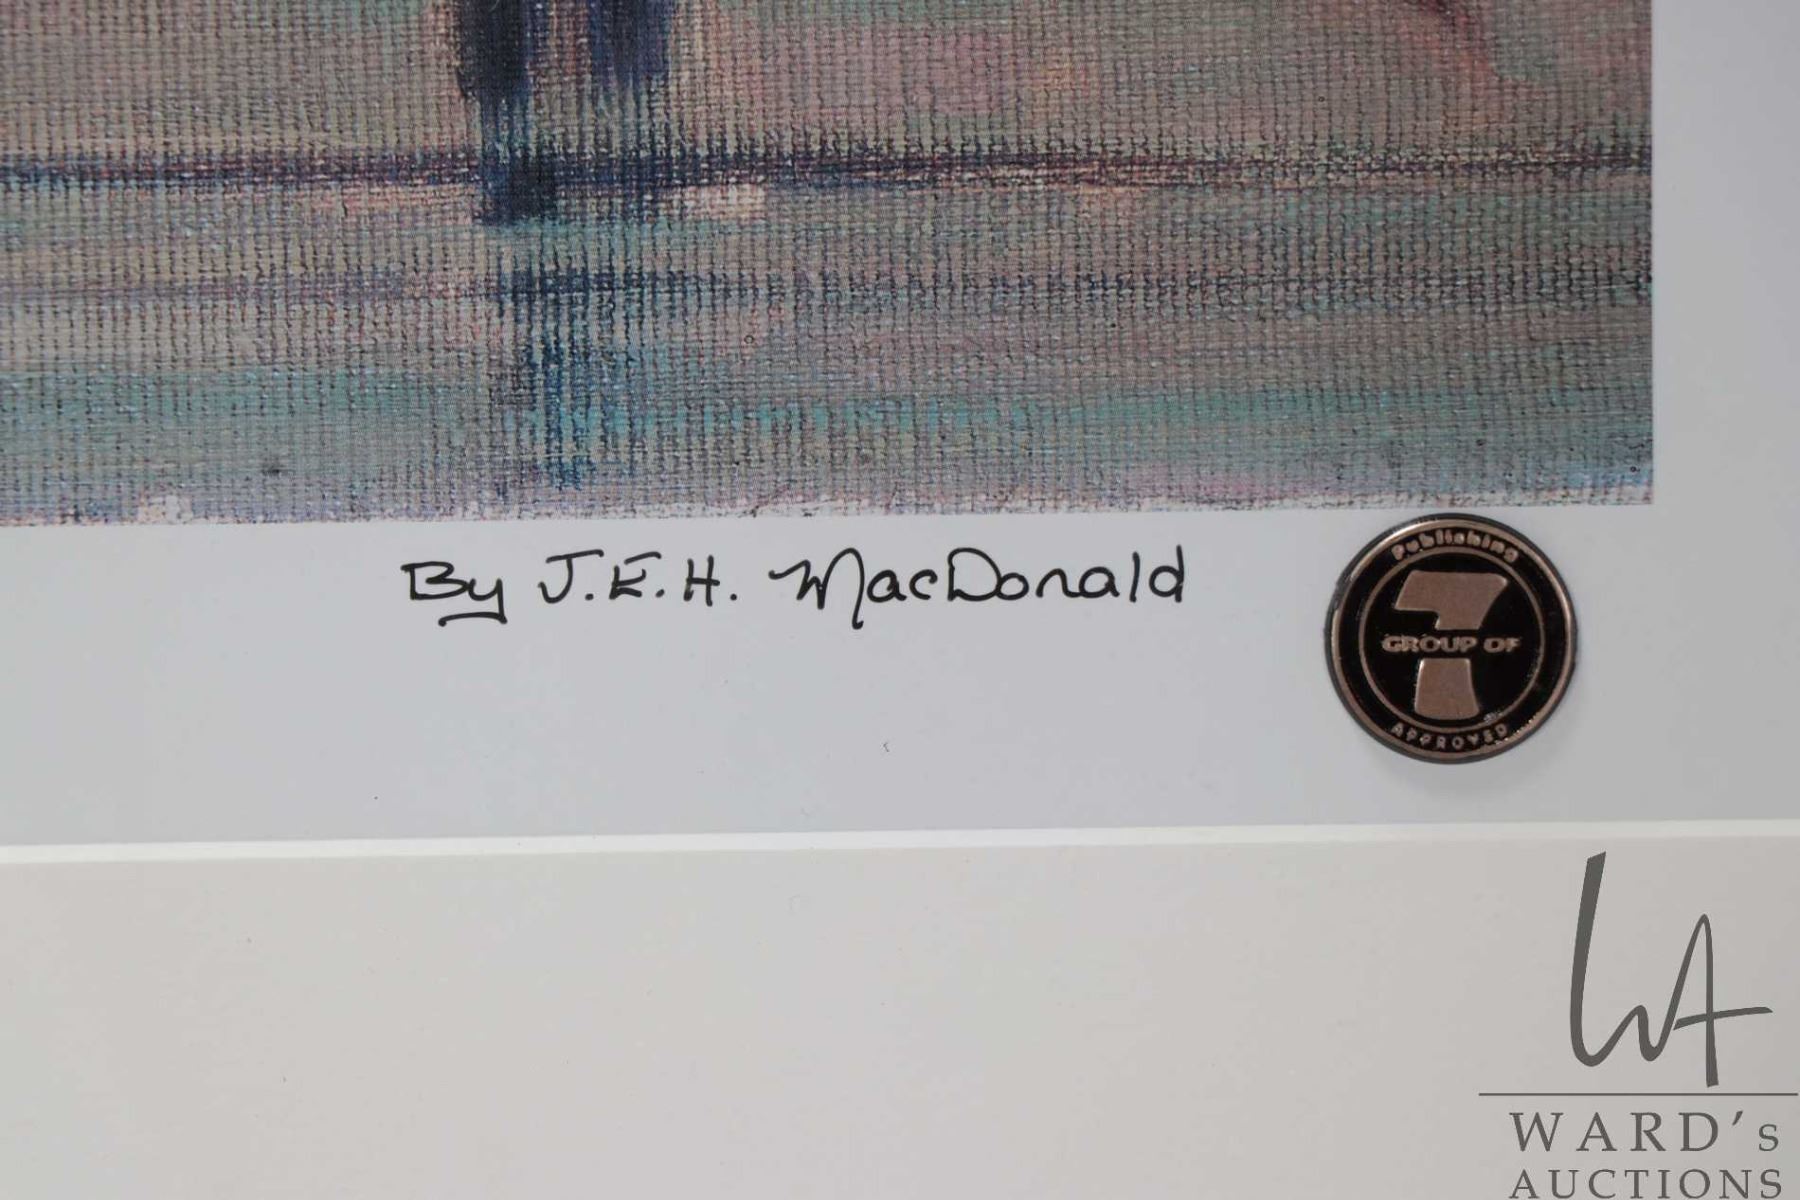 By J.E.H. MacDonald
Publishing
GROUP OF
7
APPROVED
WARD's
AUCTIONS